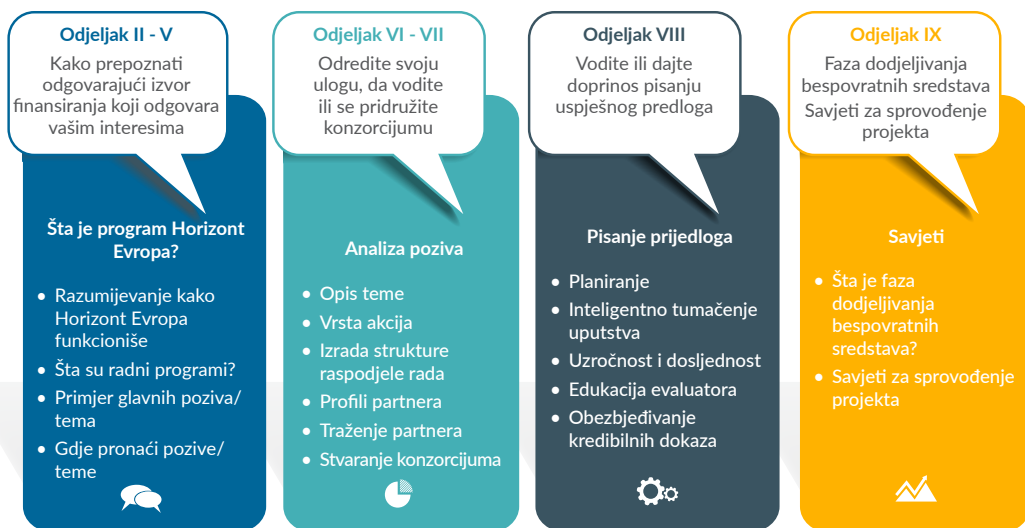 Odjeljak II - V
Kako prepoznati
odgovarajući izvor
finansiranja koji odgovara
vašim interesima
Šta je program Horizont
Evropa?
• Razumijevanje kako
Horizont Evropa
funkcioniše
• Šta su radni programi?
• Primjer glavnih poziva/
tema
• Gdje pronaći pozive/
teme
Odjeljak VI - VII
Odredite svoju
ulogu, da vodite
ili se pridružite
konzorcijumu
Analiza poziva
• Opis teme
• Vrsta akcija
• Izrada strukture
raspodjele rada
• Profili partnera
• Traženje partnera
• Stvaranje konzorcijuma
Odjeljak VIII
Vodite ili dajte
doprinos pisanju
uspješnog predloga
Pisanje prijedloga
• Planiranje
• Inteligentno tumačenje
uputstva
• Uzročnost i dosljednost
• Edukacija evaluatora
• Obezbjeđivanje
kredibilnih dokaza
Odjeljak IX
Faza dodjeljivanja
bespovratnih sredstava
Savjeti za sprovođenje
projekta
Savjeti
• Šta je faza
dodjeljivanja
bespovratnih
sredstava?
• Savjeti za sprovođenje
projekta